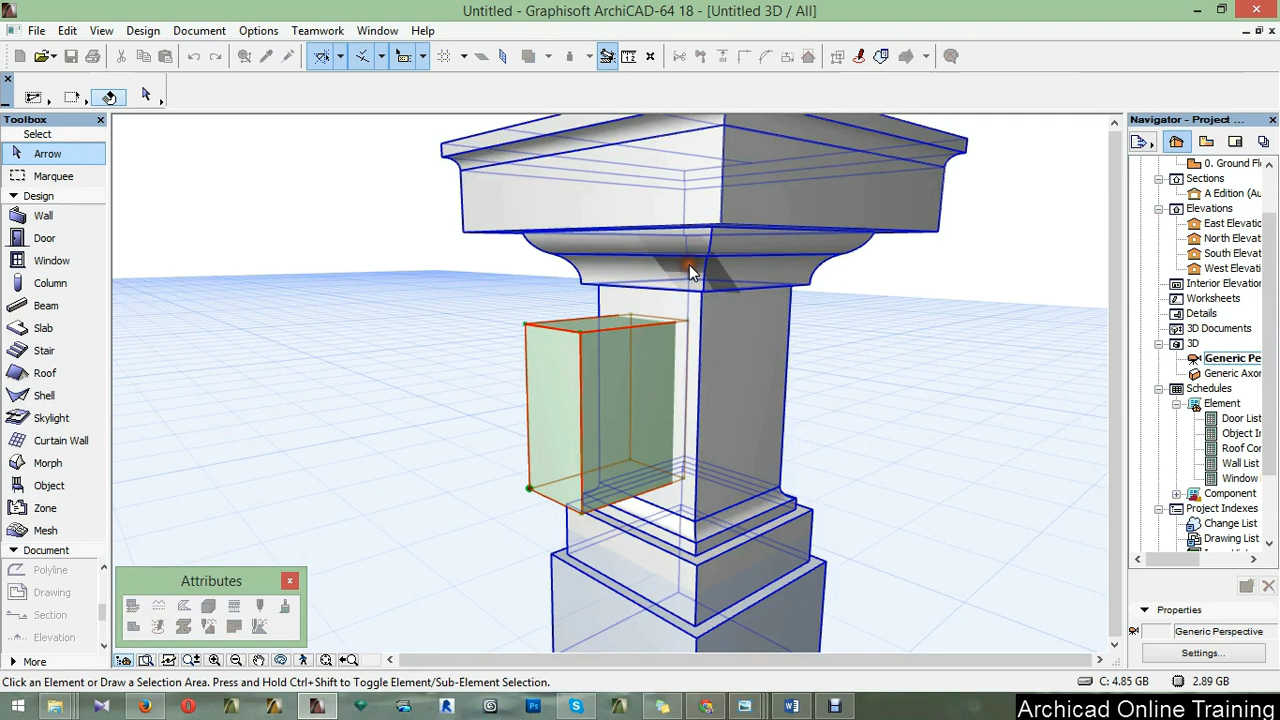 Untitled - Graphisoft ArchiCAD-64 18 - [Untitled 3D / All]
File Edit View Design Document Options Teamwork Window Help
Toolbox
Select
Arrow
Marquee
Design
Wall
Door
Window
Column
Beam
Slab
Stair
Roof
Shell
Skylight
Curtain Wall
Morph
Object
Zone
Mesh
Document
Polyline
Drawing
Section
Elevation
More
Attributes
Navigator - Project ...
0. Ground Fl
Sections
A Edition (Au
Elevations
East Elevatio
North Elevat
South Elevat
West Elevati
Interior Elevation
Worksheets
Details
3D Documents
3D
Generic Pe
Generic Axon
Schedules
Element
Door List
Object In
Roof Co
Wall List
Window
Component
Project Indexes
Change List
Drawing List
Properties
Generic Perspective
Settings...
Click an Element or Draw a Selection Area. Press and Hold Ctrl+Shift to Toggle Element/Sub-Element Selection.
C: 4.85 GB 2.89 GB
Archicad Online Training